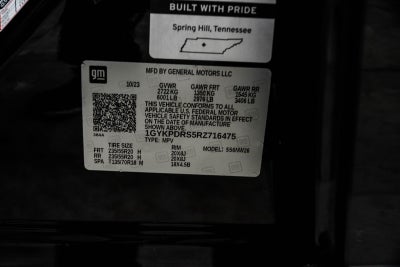 BUILT WITH PRIDE
Spring Hill, Tennessee
gm
MFD BY GENERAL MOTORS LLC
10/23 GVWR GAWR FRT GAWR RR
2722 KG 1350 KG 1545 KG
6001 LB 2976 LB 3406 LB
THIS VEHICLE CONFORMS TO ALL
APPLICABLE U.S. FEDERAL MOTOR
VEHICLE SAFETY STANDARDS IN
EFFECT ON THE DATE OF
MANUFACTURE SHOWN ABOVE.
1GYKPDRS5RZ716475
TYPE: MPV
TIRE SIZE RIM MODEL:
FRT 235/55R20 H 20X8J
RR 235/55R20 H 20X8J
SPA T135/70R18 M 18X4.5B